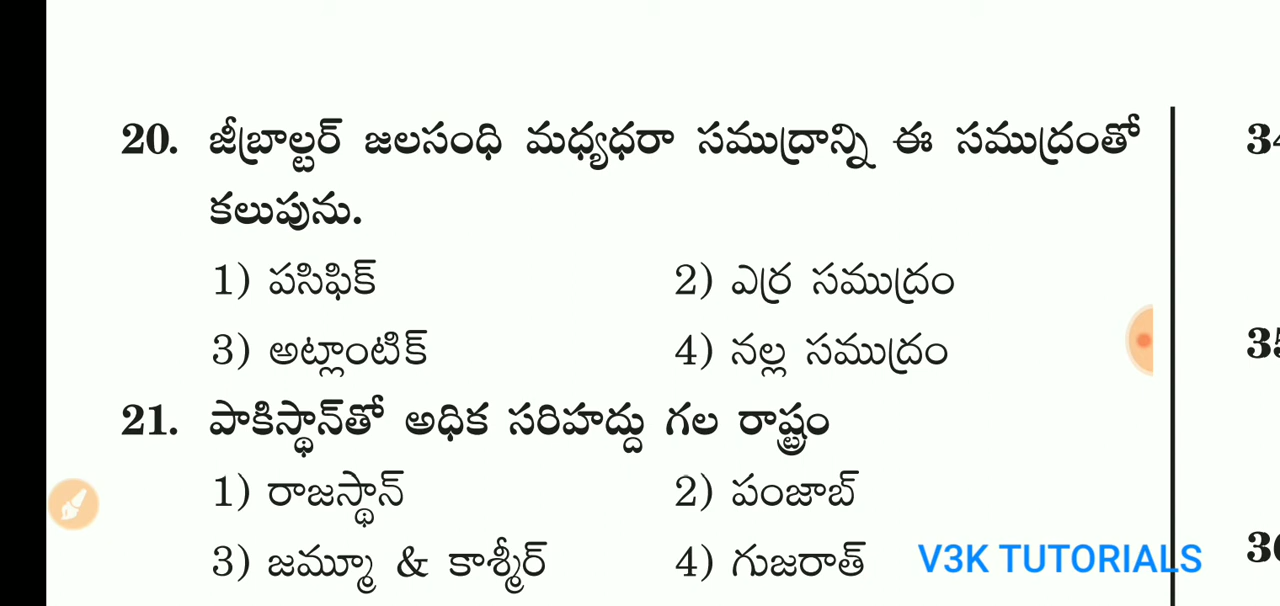 20. జీబ్రాల్టర్ జలసంధి మధ్యధరా సముద్రాన్ని ఈ సముద్రంతో
కలుపును.
1) పసిఫిక్ 2) ఎర్ర సముద్రం
3) అట్లాంటిక్ 4) నల్ల సముద్రం
21. పాకిస్థాన్‌తో అధిక సరిహద్దు గల రాష్ట్రం
1) రాజస్థాన్ 2) పంజాబ్
3) జమ్మూ & కాశ్మీర్ 4) గుజరాత్
V3K TUTORIALS